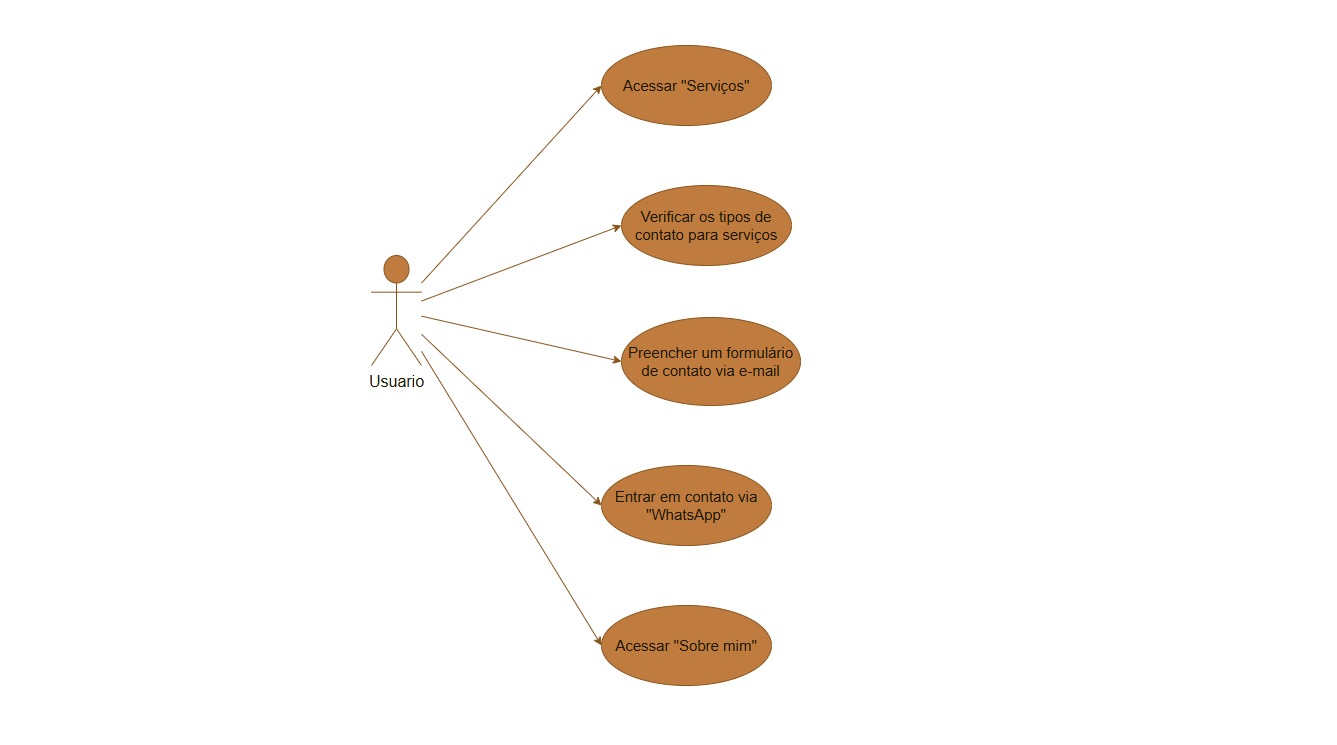 Acessar "Serviços"
Verificar os tipos de
contato para serviços
Preencher um formulário
de contato via e-mail
Usuario
Entrar em contato via
"WhatsApp"
Acessar "Sobre mim"